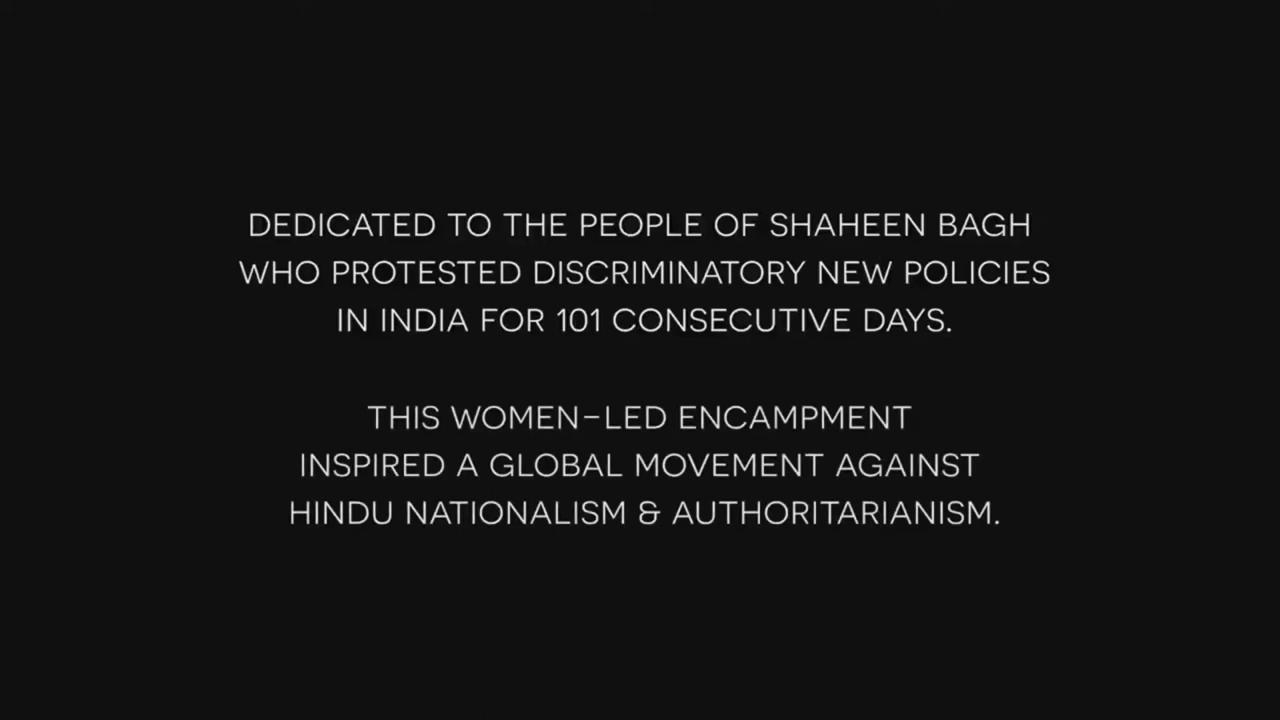 DEDICATED TO THE PEOPLE OF SHAHEEN BAGH
WHO PROTESTED DISCRIMINATORY NEW POLICIES
IN INDIA FOR 101 CONSECUTIVE DAYS.
THIS WOMEN-LED ENCAMPMENT
INSPIRED A GLOBAL MOVEMENT AGAINST
HINDU NATIONALISM & AUTHORITARIANISM.